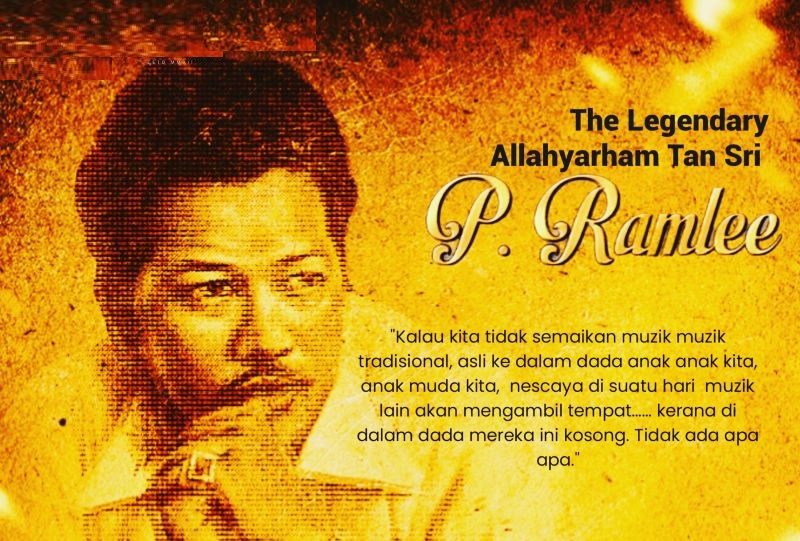 The Legendary
Allahyarham Tan Sri
P. Ramlee
"Kalau kita tidak semaikan muzik muzik
tradisional, asli ke dalam dada anak anak kita,
anak muda kita, nescaya di suatu hari muzik
lain akan mengambil tempat...... kerana di
dalam dada mereka ini kosong. Tidak ada apa
apa."